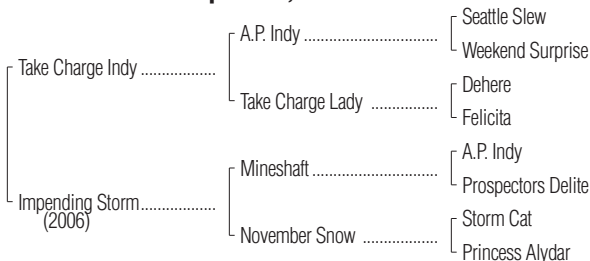 Seattle Slew
A.P. Indy ................................
Weekend Surprise
Take Charge Indy ..................
Dehere
Take Charge Lady ................
Felicita
A.P. Indy
Mineshaft ..............................
Prospectors Delite
Impending Storm ..................
(2006)
Storm Cat
November Snow ..................
Princess Alydar